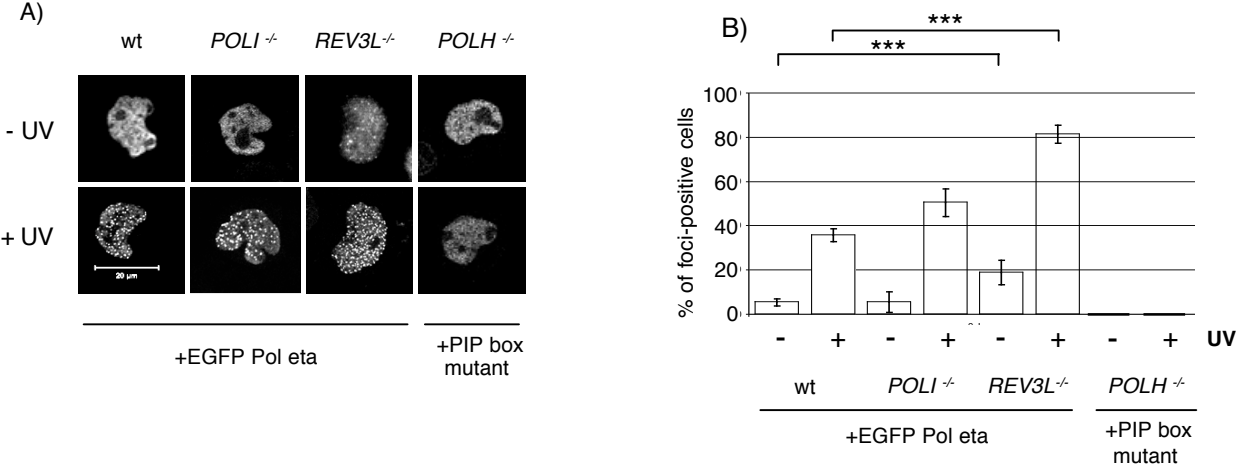 A)
wt POLI -/- REV3L-/- POLH -/-
- UV
+ UV
20 µm
+EGFP Pol eta
+PIP box
mutant
B)
***
***
% of foci-positive cells
100
80
60
40
20
0
- + - + - + - + UV
wt POLI -/- REV3L-/- POLH -/-
+EGFP Pol eta
+PIP box
mutant